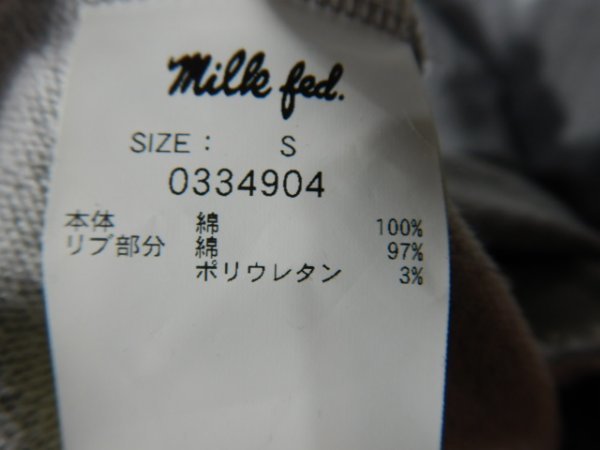 milk fed.
SIZE : S
0334904
本体 綿 100%
リブ部分 綿 97%
ポリウレタン 3%